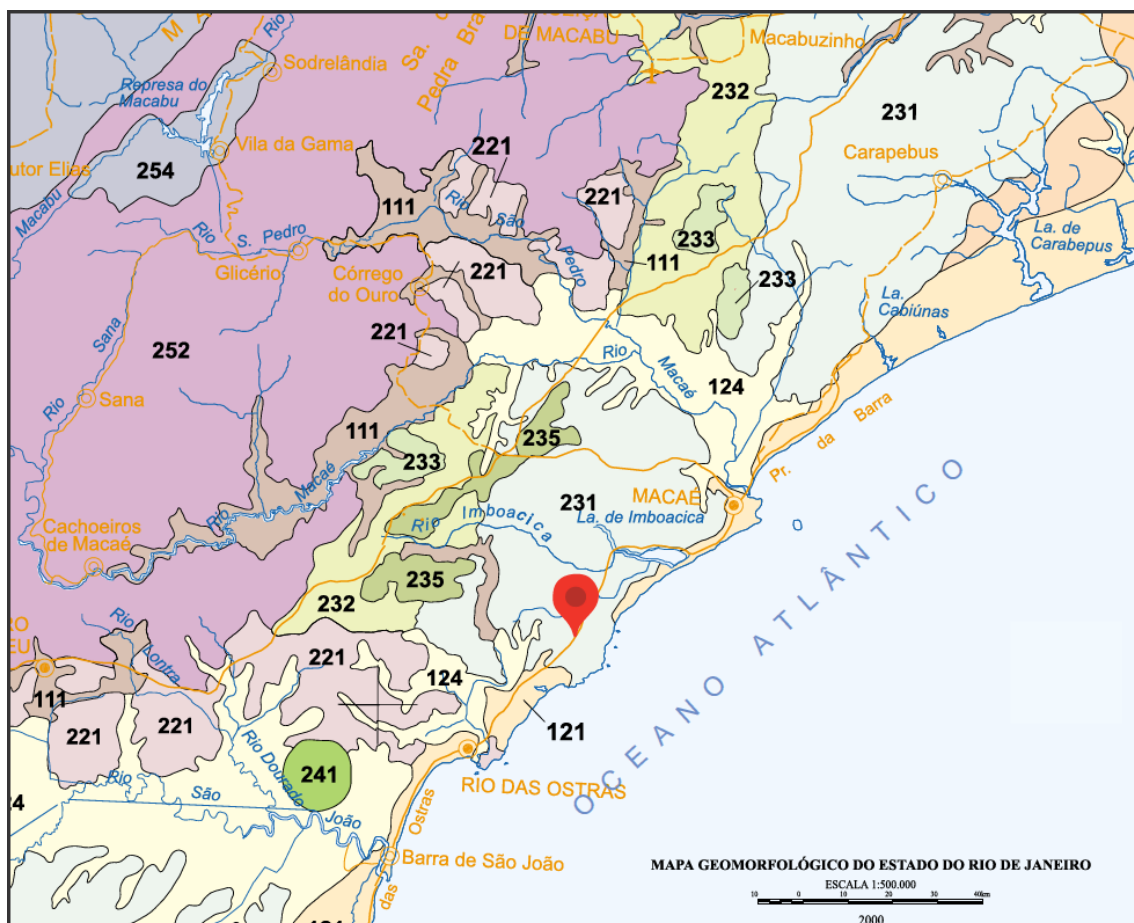 DE MACABU
Macabuzinho
Rio
Sa.
Pedra
Sodrelândia
Represa do
Macabu
232
231
Vila da Gama
221
Carapebus
254
Macabu
111
Rio
São
Pedro
221
Rio
S. Pedro
233
La. de
Carabepus
Glicério
Córrego
do Ouro
221
111
233
La.
Cabiúnas
Sana
221
252
Rio
Macaé
124
Rio
Sana
Pr. da Barra
111
233
235
Macaé
231
MACAÉ
Rio Imboacica
La. de Imboacica
Rio
Cachoeiros
de Macaé
235
232
OCEANO ATLÂNTICO
Rio
Lontra
221
124
111
221
221
121
Rio Dourado
241
RIO DAS OSTRAS
Rio
São
João
Ostras
das
Barra de São João
MAPA GEOMORFOLÓGICO DO ESTADO DO RIO DE JANEIRO
ESCALA 1:500.000
10 0 10 20 30 40km
2000